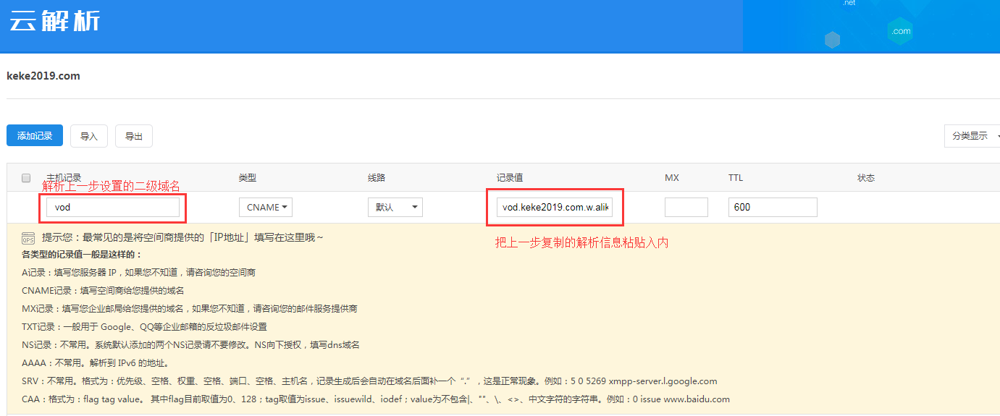 云解析
.net
.com
keke2019.com
添加记录 导入 导出 分类显示
主机记录 类型 线路 记录值 MX TTL 状态
解析上一步设置的二级域名
vod CNAME 默认 vod.keke2019.com.w.alik 600
QPS 提示您：最常见的是将空间商提供的「IP地址」填写在这里哦～
把上一步复制的解析信息粘贴入内
各类型的记录值一般是这样的：
A记录：填写您服务器 IP，如果您不知道，请咨询您的空间商
CNAME记录：填写空间商给您提供的域名
MX记录：填写您企业邮局给您提供的域名，如果您不知道，请咨询您的邮件服务提供商
TXT记录：一般用于 Google、QQ等企业邮箱的反垃圾邮件设置
NS记录：不常用。系统默认添加的两个NS记录请不要修改。NS向下授权，填写dns域名
AAAA：不常用。解析到 IPv6 的地址。
SRV：不常用。格式为：优先级、空格、权重、空格、端口、空格、主机名，记录生成后会自动在域名后面补一个“.”，这是正常现象。例如：5 0 5269 xmpp-server.l.google.com
CAA：格式为：flag tag value。 其中flag目前取值为0、128；tag取值为issue、issuewild、iodef；value为不包含|、""、\、<>、中文字符的字符串。例如：0 issue www.baidu.com